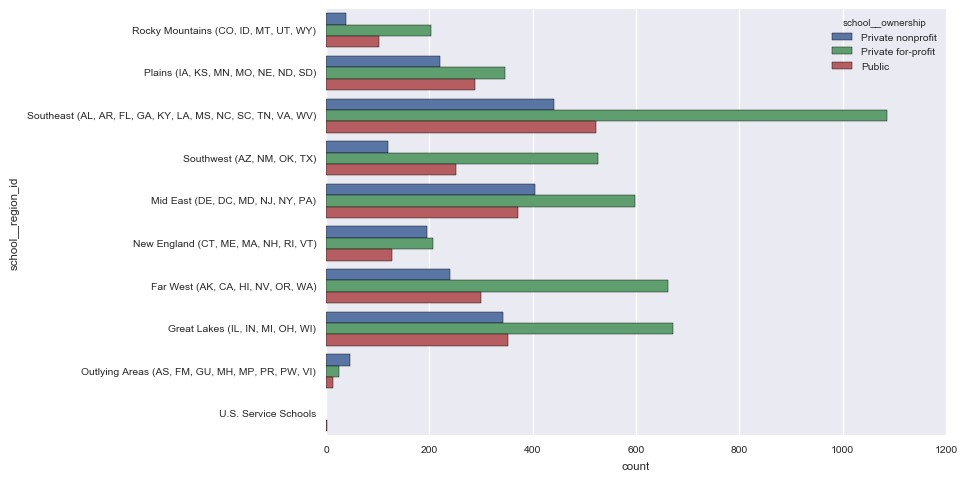 school__ownership
Private nonprofit
Private for-profit
Public
Rocky Mountains (CO, ID, MT, UT, WY)
Plains (IA, KS, MN, MO, NE, ND, SD)
Southeast (AL, AR, FL, GA, KY, LA, MS, NC, SC, TN, VA, WV)
Southwest (AZ, NM, OK, TX)
Mid East (DE, DC, MD, NJ, NY, PA)
New England (CT, ME, MA, NH, RI, VT)
Far West (AK, CA, HI, NV, OR, WA)
Great Lakes (IL, IN, MI, OH, WI)
Outlying Areas (AS, FM, GU, MH, MP, PR, PW, VI)
U.S. Service Schools
school__region_id
0 200 400 600 800 1000 1200
count